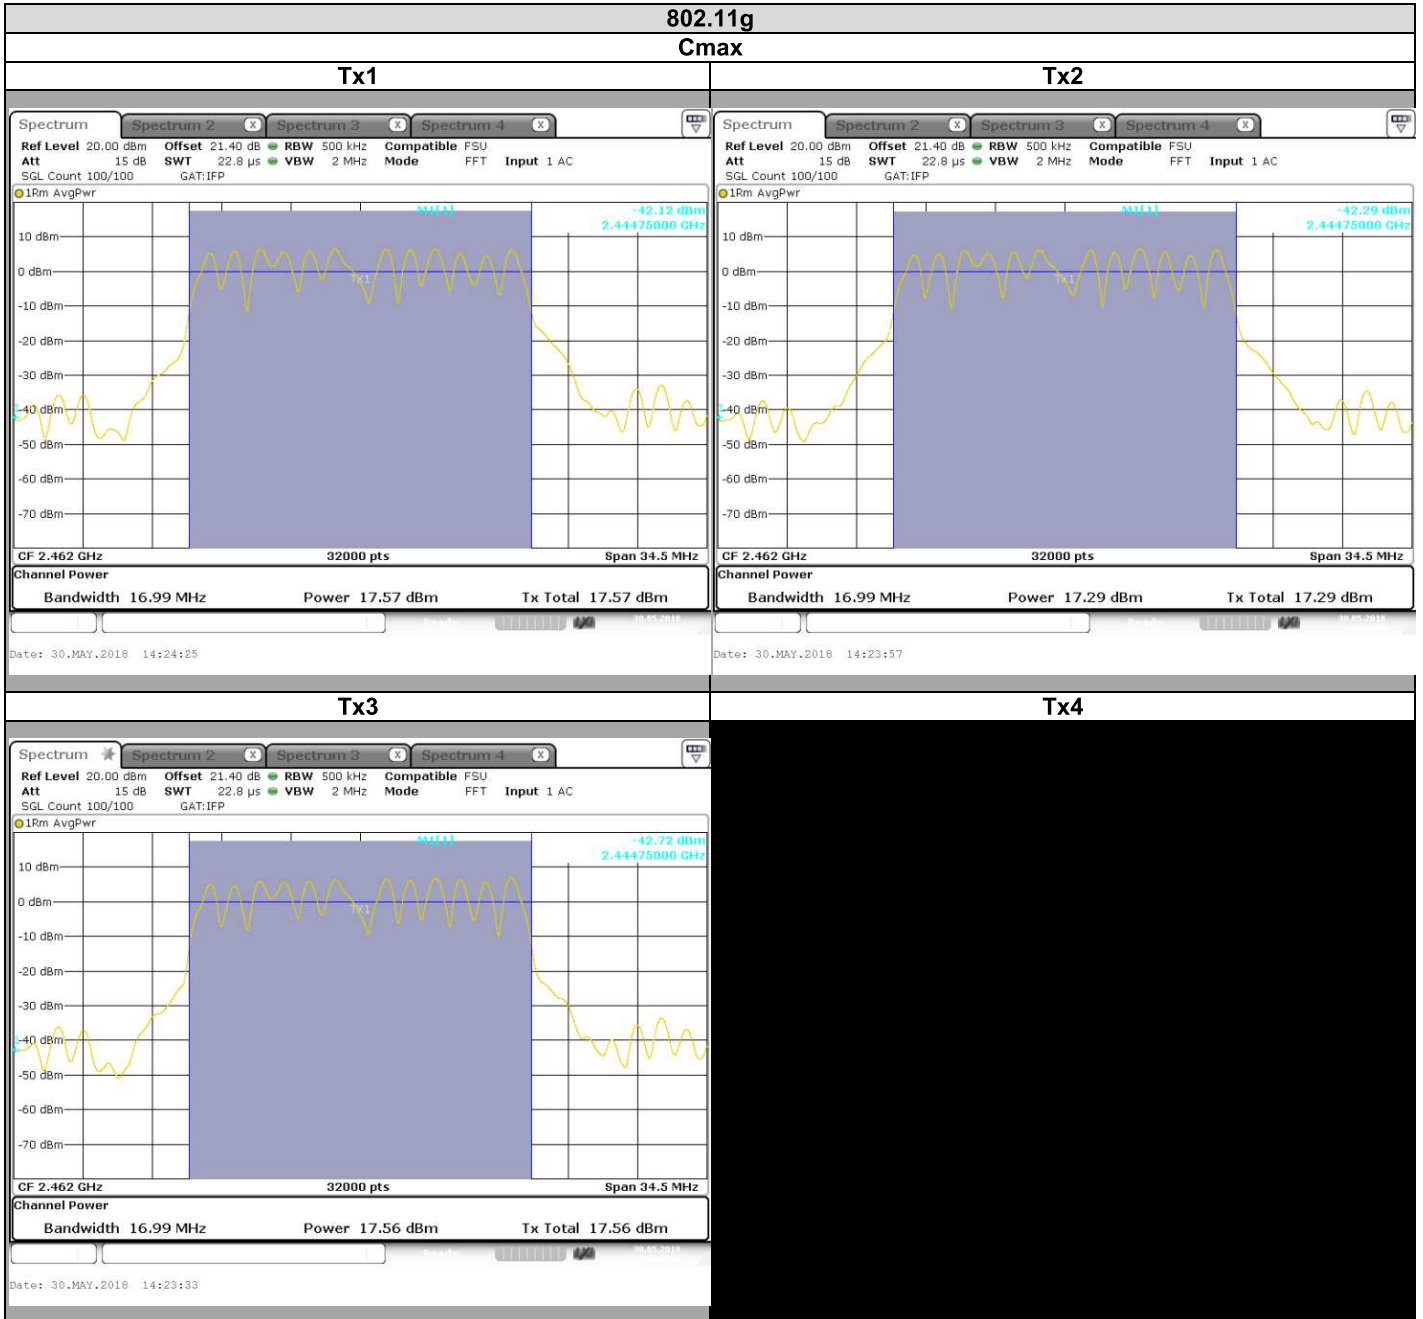 802.11g
Cmax
Tx1
Tx2
Spectrum
Spectrum 2
Spectrum 3
Spectrum 4
Ref Level 20.00 dBm Offset 21.40 dB RBW 500 kHz Compatible FSU
Att 15 dB SWT 22.8 µs VBW 2 MHz Mode FFT Input 1 AC
SGL Count 100/100 GAT:IFP
1Rm AvgPwr
M1[1] -42.12 dBm
2.44475000 GHz
10 dBm
0 dBm
Tx1
-10 dBm
-20 dBm
-30 dBm
-40 dBm
-50 dBm
-60 dBm
-70 dBm
CF 2.462 GHz 32000 pts Span 34.5 MHz
Channel Power
Bandwidth 16.99 MHz Power 17.57 dBm Tx Total 17.57 dBm
30.05.2018
Date: 30.MAY.2018 14:24:25
Spectrum
Spectrum 2
Spectrum 3
Spectrum 4
Ref Level 20.00 dBm Offset 21.40 dB RBW 500 kHz Compatible FSU
Att 15 dB SWT 22.8 µs VBW 2 MHz Mode FFT Input 1 AC
SGL Count 100/100 GAT:IFP
1Rm AvgPwr
M1[1] -42.29 dBm
2.44475000 GHz
10 dBm
0 dBm
Tx1
-10 dBm
-20 dBm
-30 dBm
-40 dBm
-50 dBm
-60 dBm
-70 dBm
CF 2.462 GHz 32000 pts Span 34.5 MHz
Channel Power
Bandwidth 16.99 MHz Power 17.29 dBm Tx Total 17.29 dBm
30.05.2018
Date: 30.MAY.2018 14:23:57
Tx3
Tx4
Spectrum
Spectrum 2
Spectrum 3
Spectrum 4
Ref Level 20.00 dBm Offset 21.40 dB RBW 500 kHz Compatible FSU
Att 15 dB SWT 22.8 µs VBW 2 MHz Mode FFT Input 1 AC
SGL Count 100/100 GAT:IFP
1Rm AvgPwr
M1[1] -42.72 dBm
2.44475000 GHz
10 dBm
0 dBm
Tx1
-10 dBm
-20 dBm
-30 dBm
-40 dBm
-50 dBm
-60 dBm
-70 dBm
CF 2.462 GHz 32000 pts Span 34.5 MHz
Channel Power
Bandwidth 16.99 MHz Power 17.56 dBm Tx Total 17.56 dBm
30.05.2018
Date: 30.MAY.2018 14:23:33